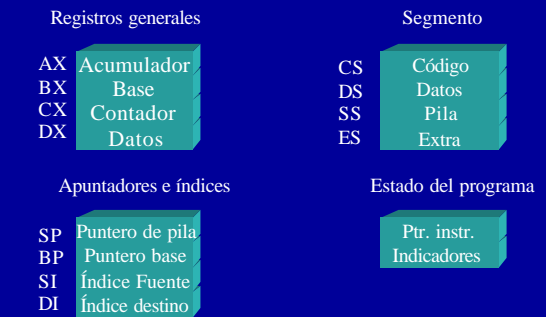 Registros generales
AX Acumulador
BX Base
CX Contador
DX Datos
Segmento
CS Código
DS Datos
SS Pila
ES Extra
Apuntadores e índices
SP Puntero de pila
BP Puntero base
SI Índice Fuente
DI Índice destino
Estado del programa
Ptr. instr.
Indicadores